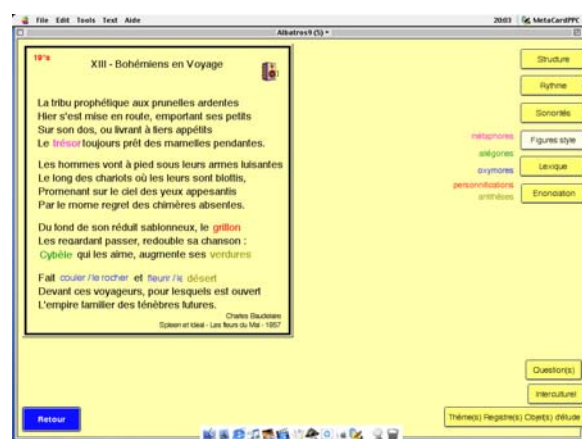 File Edit Tools Text Aide
20:03 MetaCardPPC
Albatros9 (5) *
19"s
XIII - Bohémiens en Voyage
La tribu prophétique aux prunelles ardentes
Hier s'est mise en route, emportant ses petits
Sur son dos, ou livrant à fiers appétits
Le trésor toujours prêt des mamelles pendantes.
Les hommes vont à pied sous leurs armes luisantes
Le long des chariots où les leurs sont blottis,
Promenant sur le ciel des yeux appesantis
Par le morne regret des chimères absentes.
Du fond de son réduit sablonneux, le grillon
Les regardant passer, redouble sa chanson :
Cybèle qui les aime, augmente ses verdures
Fait couler / le rocher et fleurir / le désert
Devant ces voyageurs, pour lesquels est ouvert
L'empire familier des ténèbres futures.
Charles Baudelaire
Spleen et Idéal - Les fleurs du Mal - 1857
Structure
Rythme
Sonorités
métaphores
Figures style
allégories
oxymores
Lexique
personnifications
antithèses
Enonciation
Question(s)
Interculturel
Retour
Thème(s) Registre(s) Objet(s) d'étude